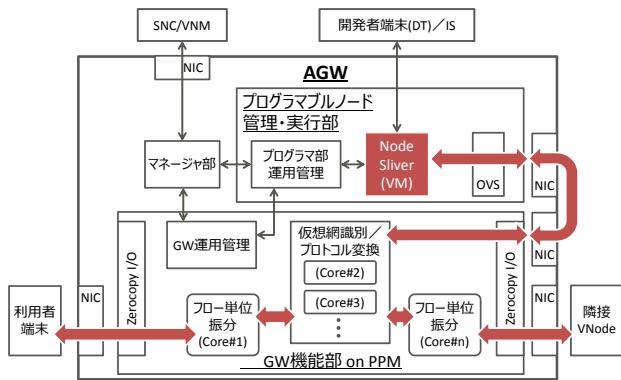 SNC/VNM
開発者端末(DT)／IS
NIC
AGW
プログラマブルノード
管理・実行部
マネージャ部
プログラマ部
運用管理
Node
Sliver
(VM)
OVS
NIC
GW運用管理
仮想網識別／
プロトコル変換
(Core#2)
(Core#3)
Zerocopy I/O
Zerocopy I/O
NIC
利用者
端末
NIC
フロー単位
振分
(Core#1)
フロー単位
振分
(Core#n)
NIC
隣接
VNode
GW機能部 on PPM